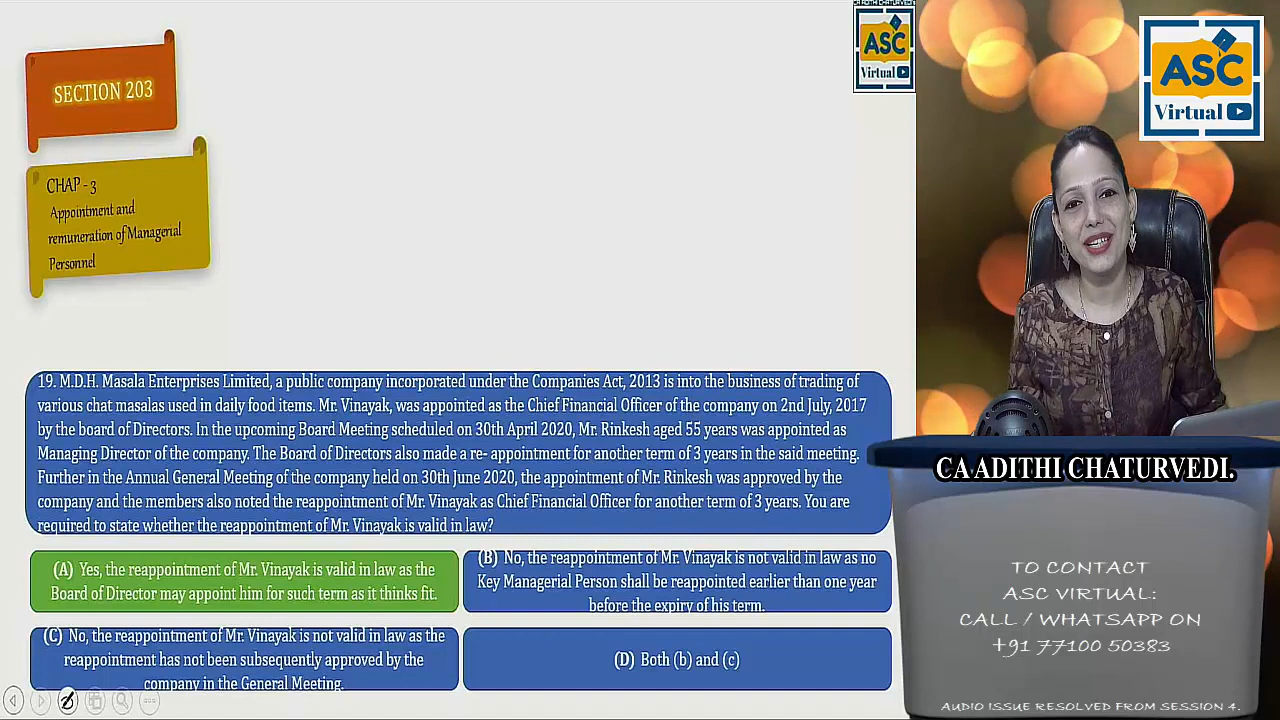 SECTION 203
CHAP - 3
Appointment and
remuneration of Managerial
Personnel
CA ADITHI CHATURVEDI
ASC
Virtual
ASC
Virtual
19. M.D.H. Masala Enterprises Limited, a public company incorporated under the Companies Act, 2013 is into the business of trading of
various chat masalas used in daily food items. Mr. Vinayak, was appointed as the Chief Financial Officer of the company on 2nd July, 2017
by the board of Directors. In the upcoming Board Meeting scheduled on 30th April 2020, Mr. Rinkesh aged 55 years was appointed as
Managing Director of the company. The Board of Directors also made a re- appointment for another term of 3 years in the said meeting.
Further in the Annual General Meeting of the company held on 30th June 2020, the appointment of Mr. Rinkesh was approved by the
company and the members also noted the reappointment of Mr. Vinayak as Chief Financial Officer for another term of 3 years. You are
required to state whether the reappointment of Mr. Vinayak is valid in law?
(A) Yes, the reappointment of Mr. Vinayak is valid in law as the
Board of Director may appoint him for such term as it thinks fit.
(B) No, the reappointment of Mr. Vinayak is not valid in law as no
Key Managerial Person shall be reappointed earlier than one year
before the expiry of his term.
(C) No, the reappointment of Mr. Vinayak is not valid in law as the
reappointment has not been subsequently approved by the
company in the General Meeting.
(D) Both (b) and (c)
CA ADITHI CHATURVEDI.
TO CONTACT
ASC VIRTUAL:
CALL / WHATSAPP ON
+91 77100 50383
AUDIO ISSUE RESOLVED FROM SESSION 4.